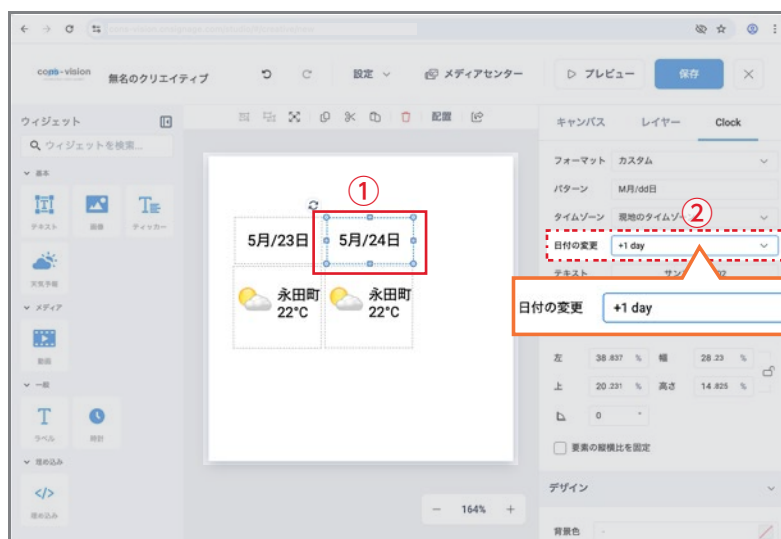 coms-vision
無名のクリエイティブ
設定
メディアセンター
プレビュー
保存
ウィジェット
ウィジェットを検索...
基本
テキスト
画像
ティッカー
天気予報
メディア
動画
一般
ラベル
時計
埋め込み
</>
埋め込み
配置
①
5月/23日
5月/24日
永田町
22°C
永田町
22°C
164%
キャンバス
レイヤー
Clock
フォーマット
カスタム
パターン
M月/dd日
タイムゾーン
現地のタイムゾ
②
日付の変更
+1 day
テキスト
日付の変更
+1 day
左
38.837
%
幅
28.23
%
上
20.231
%
高さ
14.825
%
0
°
要素の縦横比を固定
デザイン
背景色
-